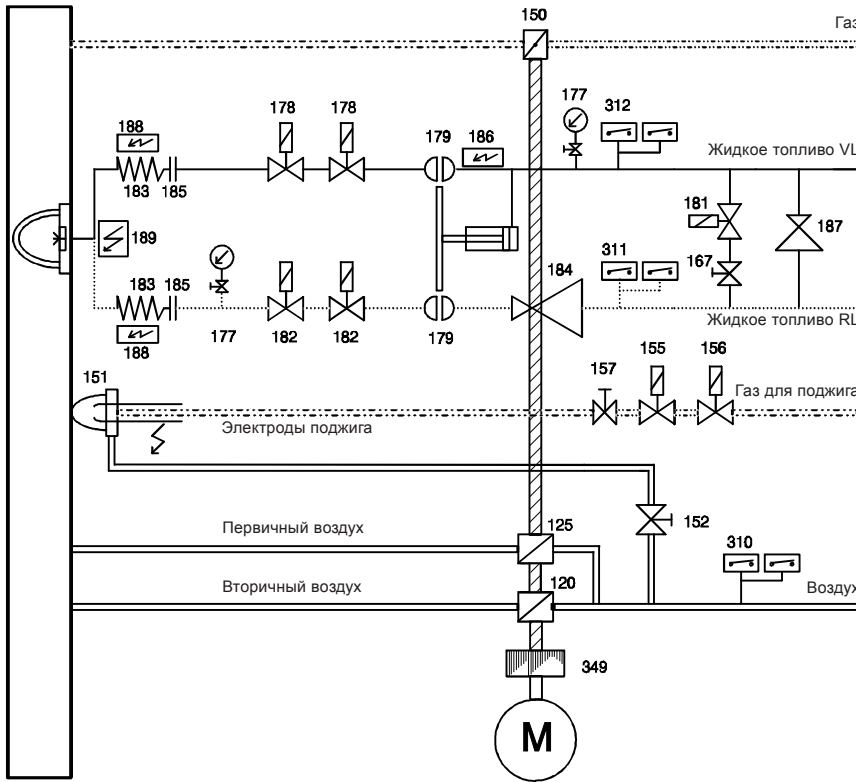 150
Газ
177
312
178 178
179 186
188
Жидкое топливо VL
183 185
181
187
189
167
184
311
183 185
Жидкое топливо RL
188
177 182 182 179
155 156
157
151
Газ для поджига
Электроды поджига
152
125
Первичный воздух
310
120
Вторичный воздух
Воздух
349
M